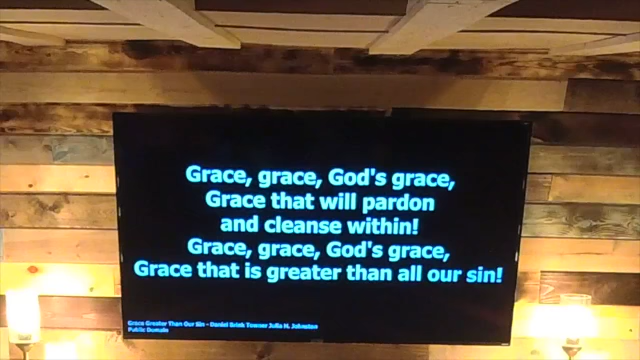 Grace, grace, God's grace,
Grace that will pardon
and cleanse within!
Grace, grace, God's grace,
Grace that is greater than all our sin!
Grace Greater Than Our Sin - Daniel Brink Towner Julia H. Johnston
Public Domain